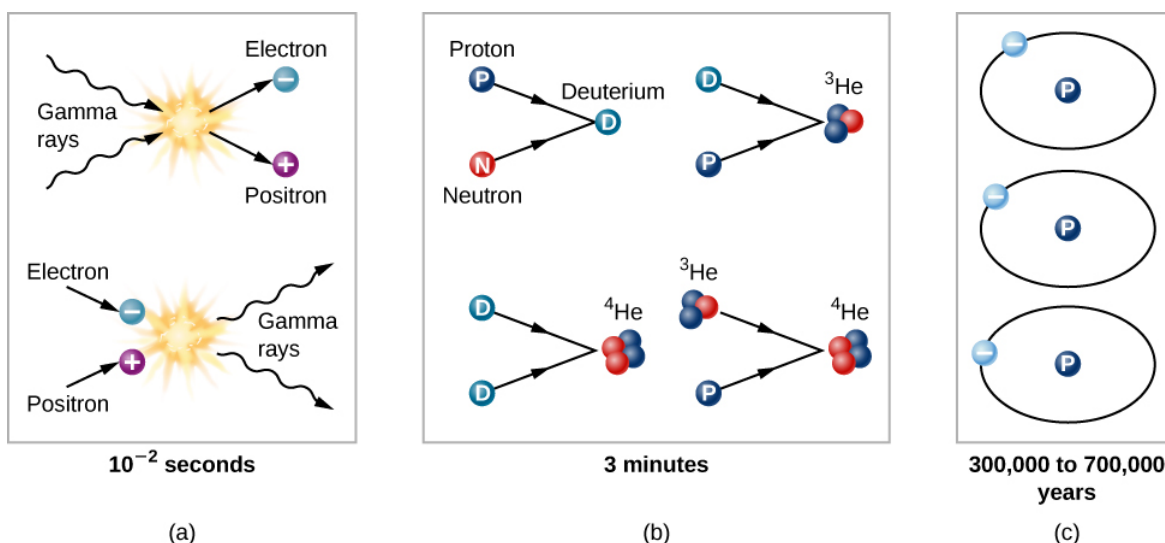 Electron
Gamma
rays
Positron
Electron
Gamma
rays
Positron
10⁻² seconds
(a)
Proton
P
Deuterium
D
N
Neutron
D
³He
P
D
⁴He
D
³He
⁴He
P
3 minutes
(b)
P
P
P
300,000 to 700,000
years
(c)